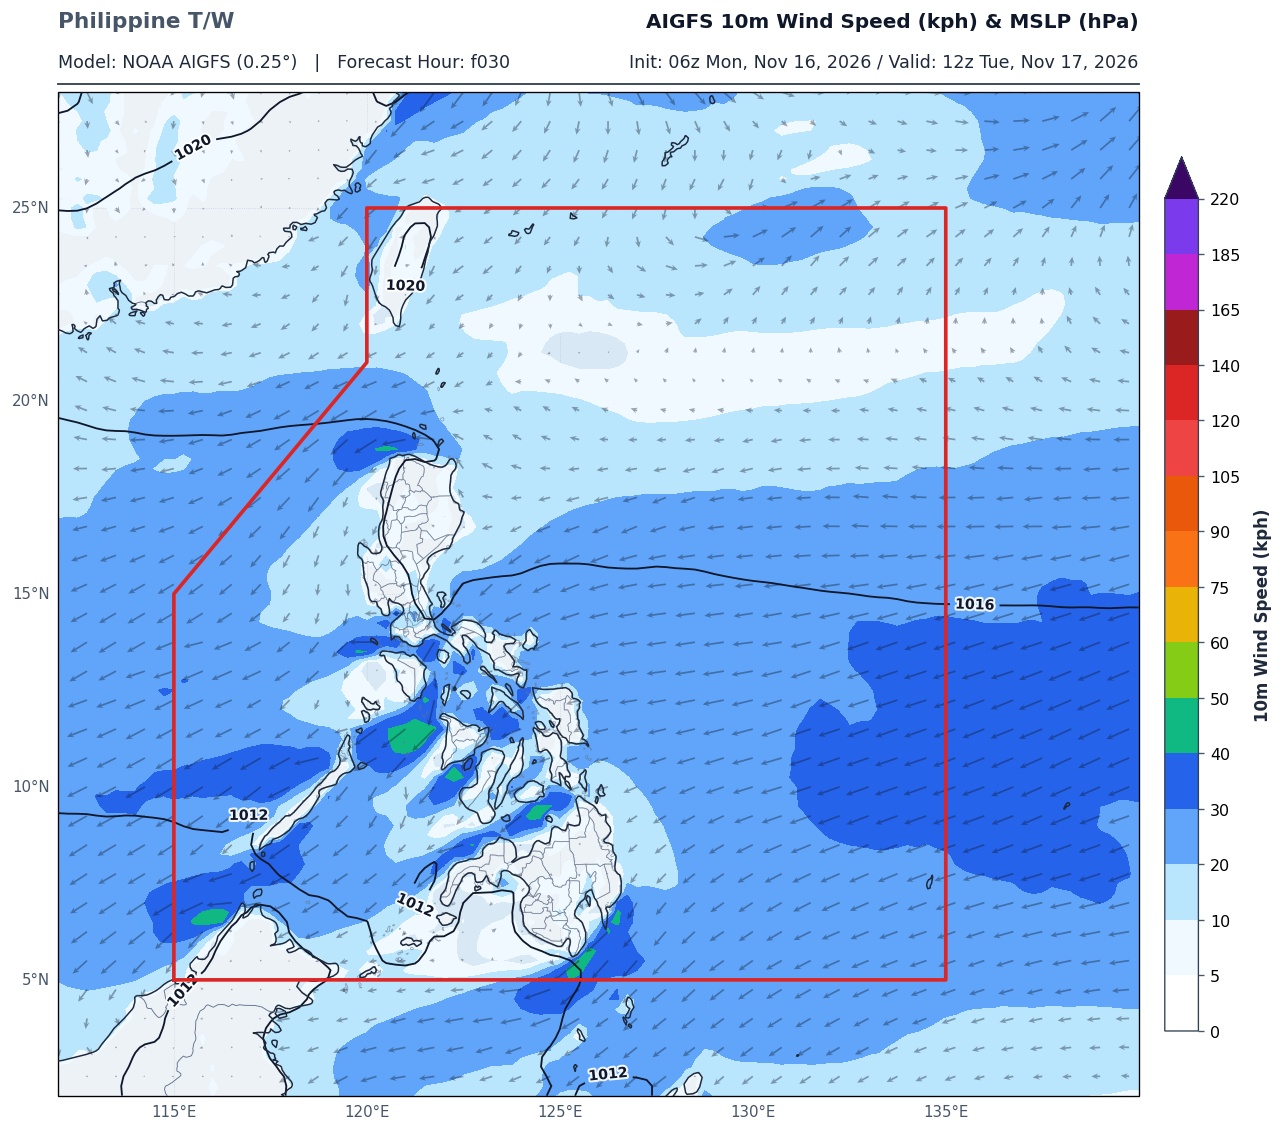 Philippine T/W
AIGFS 10m Wind Speed (kph) & MSLP (hPa)
Model: NOAA AIGFS (0.25°)   |   Forecast Hour: f030
Init: 06z Mon, Nov 16, 2026 / Valid: 12z Tue, Nov 17, 2026
1020
1020
1016
1012
1012
1012
1012
25°N
20°N
15°N
10°N
5°N
115°E
120°E
125°E
130°E
135°E
220
185
165
140
120
105
90
75
60
50
40
30
20
10
5
0
10m Wind Speed (kph)